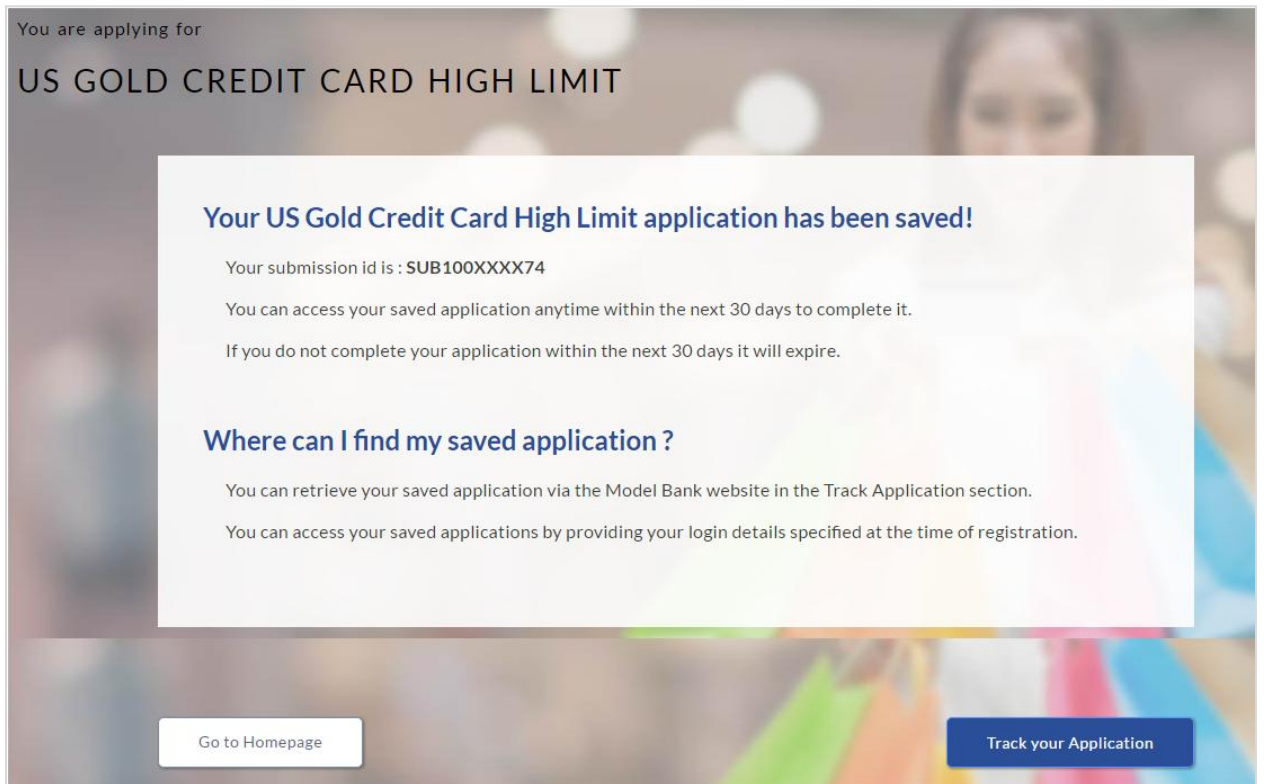 You are applying for
US GOLD CREDIT CARD HIGH LIMIT
Your US Gold Credit Card High Limit application has been saved!
Your submission id is : SUB100XXXX74
You can access your saved application anytime within the next 30 days to complete it.
If you do not complete your application within the next 30 days it will expire.
Where can I find my saved application ?
You can retrieve your saved application via the Model Bank website in the Track Application section.
You can access your saved applications by providing your login details specified at the time of registration.
Go to Homepage
Track your Application